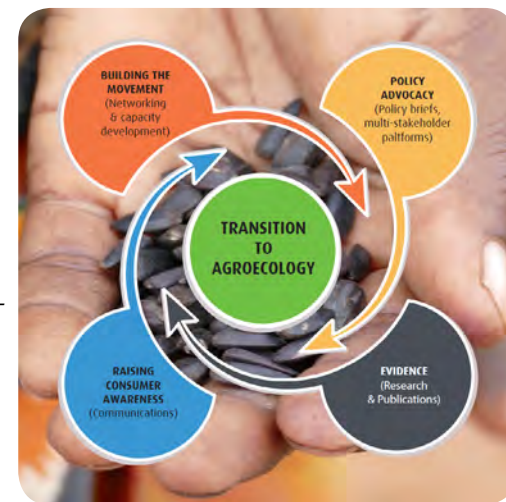 BUILDING THE
MOVEMENT
(Networking
& capacity
development)
POLICY
ADVOCACY
(Policy briefs,
multi-stakeholder
paltforms)
TRANSITION
TO
AGROECOLOGY
RAISING
CONSUMER
AWARENESS
(Communications)
EVIDENCE
(Research
& Publications)